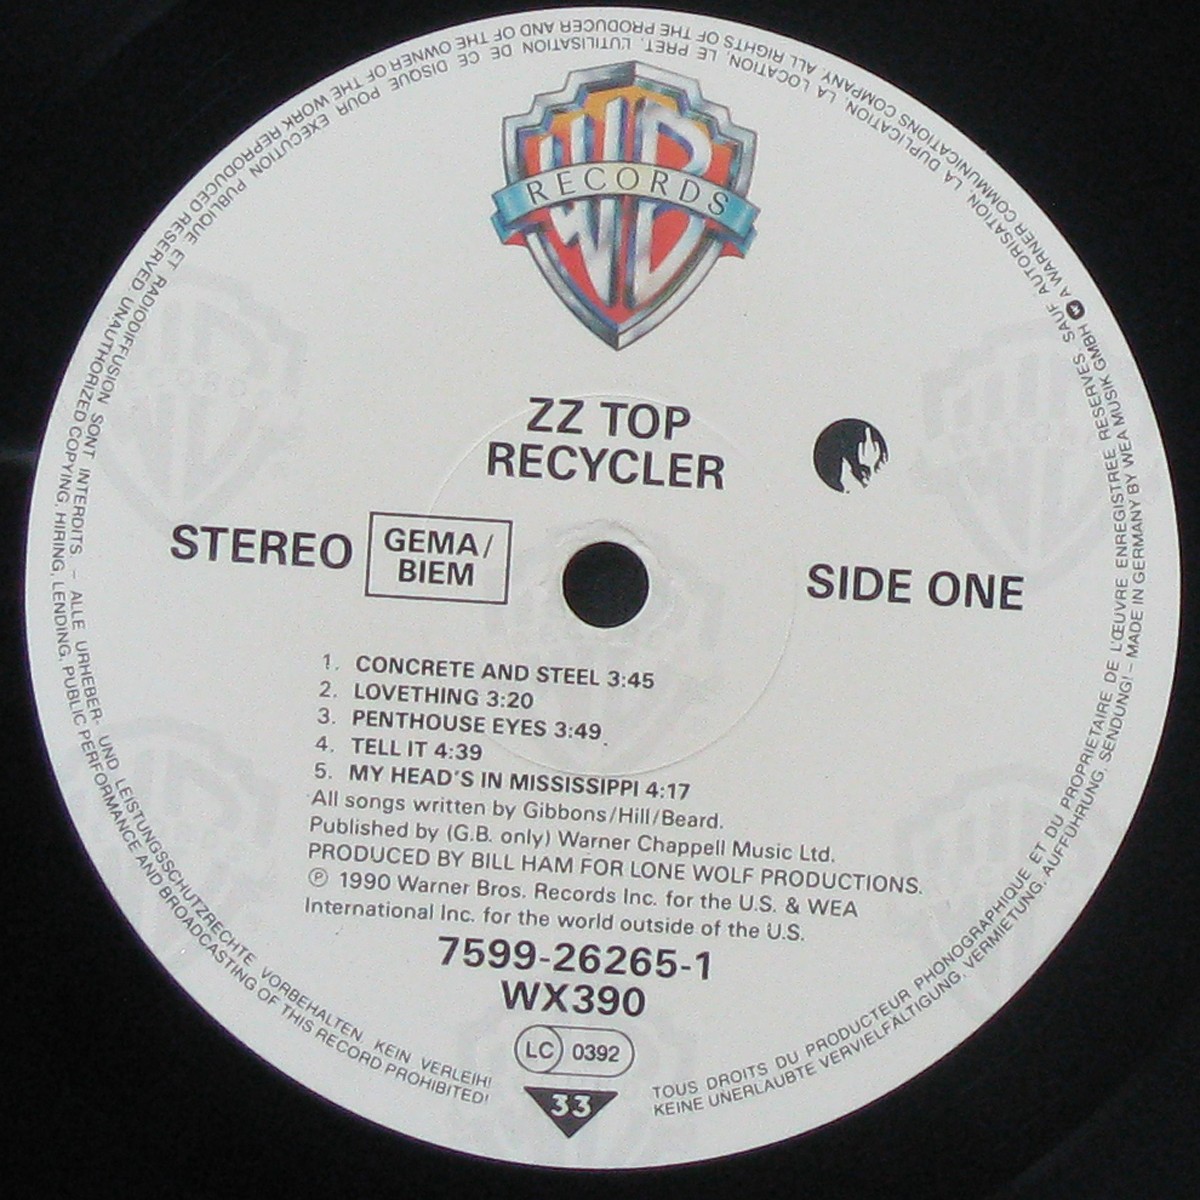 WB
RECORDS
ZZ TOP
RECYCLER
STEREO
GEMA/
BIEM
SIDE ONE
1. CONCRETE AND STEEL 3:45
2. LOVETHING 3:20
3. PENTHOUSE EYES 3:49
4. TELL IT 4:39
5. MY HEAD'S IN MISSISSIPPI 4:17
All songs written by Gibbons/Hill/Beard.
Published by (G.B. only) Warner Chappell Music Ltd.
PRODUCED BY BILL HAM FOR LONE WOLF PRODUCTIONS.
℗ 1990 Warner Bros. Records Inc. for the U.S. & WEA
International Inc. for the world outside of the U.S.
7599-26265-1
WX390
LC 0392
33
TOUS DROITS DU PRODUCTEUR PHONOGRAPHIQUE ET DU PROPRIETAIRE DE L'ŒUVRE ENREGISTREE RESERVES. SAUF AUTORISATION, LA DUPLICATION, LA LOCATION, LE PRET, L'UTILISATION DE CE DISQUE POUR EXECUTION PUBLIQUE ET RADIODIFFUSION SONT INTERDITS. – ALLE URHEBER- UND LEISTUNGSSCHUTZRECHTE VORBEHALTEN. KEIN VERLEIH!
KEINE UNERLAUBTE VERVIELFÄLTIGUNG, VERMIETUNG, AUFFÜHRUNG, SENDUNG! – MADE IN GERMANY BY WEA MUSIK GMBH A WARNER COMMUNICATIONS COMPANY ALL RIGHTS OF THE PRODUCER AND OF THE OWNER OF THE WORK REPRODUCED RESERVED. UNAUTHORIZED COPYING, HIRING, LENDING, PUBLIC PERFORMANCE AND BROADCASTING OF THIS RECORD PROHIBITED!